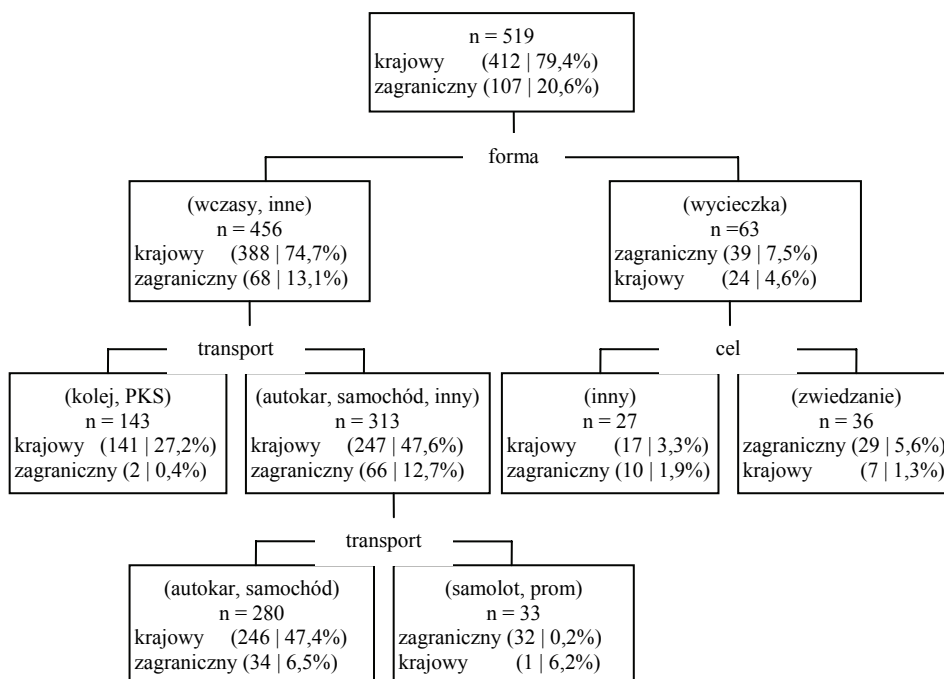 n = 519
krajowy (412 | 79,4%)
zagraniczny (107 | 20,6%)
forma
(wczasy, inne)
n = 456
krajowy (388 | 74,7%)
zagraniczny (68 | 13,1%)
(wycieczka)
n =63
zagraniczny (39 | 7,5%)
krajowy (24 | 4,6%)
transport
cel
(kolej, PKS)
n = 143
krajowy (141 | 27,2%)
zagraniczny (2 | 0,4%)
(autokar, samochód, inny)
n = 313
krajowy (247 | 47,6%)
zagraniczny (66 | 12,7%)
(inny)
n = 27
krajowy (17 | 3,3%)
zagraniczny (10 | 1,9%)
(zwiedzanie)
n = 36
zagraniczny (29 | 5,6%)
krajowy (7 | 1,3%)
transport
(autokar, samochód)
n = 280
krajowy (246 | 47,4%)
zagraniczny (34 | 6,5%)
(samolot, prom)
n = 33
zagraniczny (32 | 0,2%)
krajowy (1 | 6,2%)